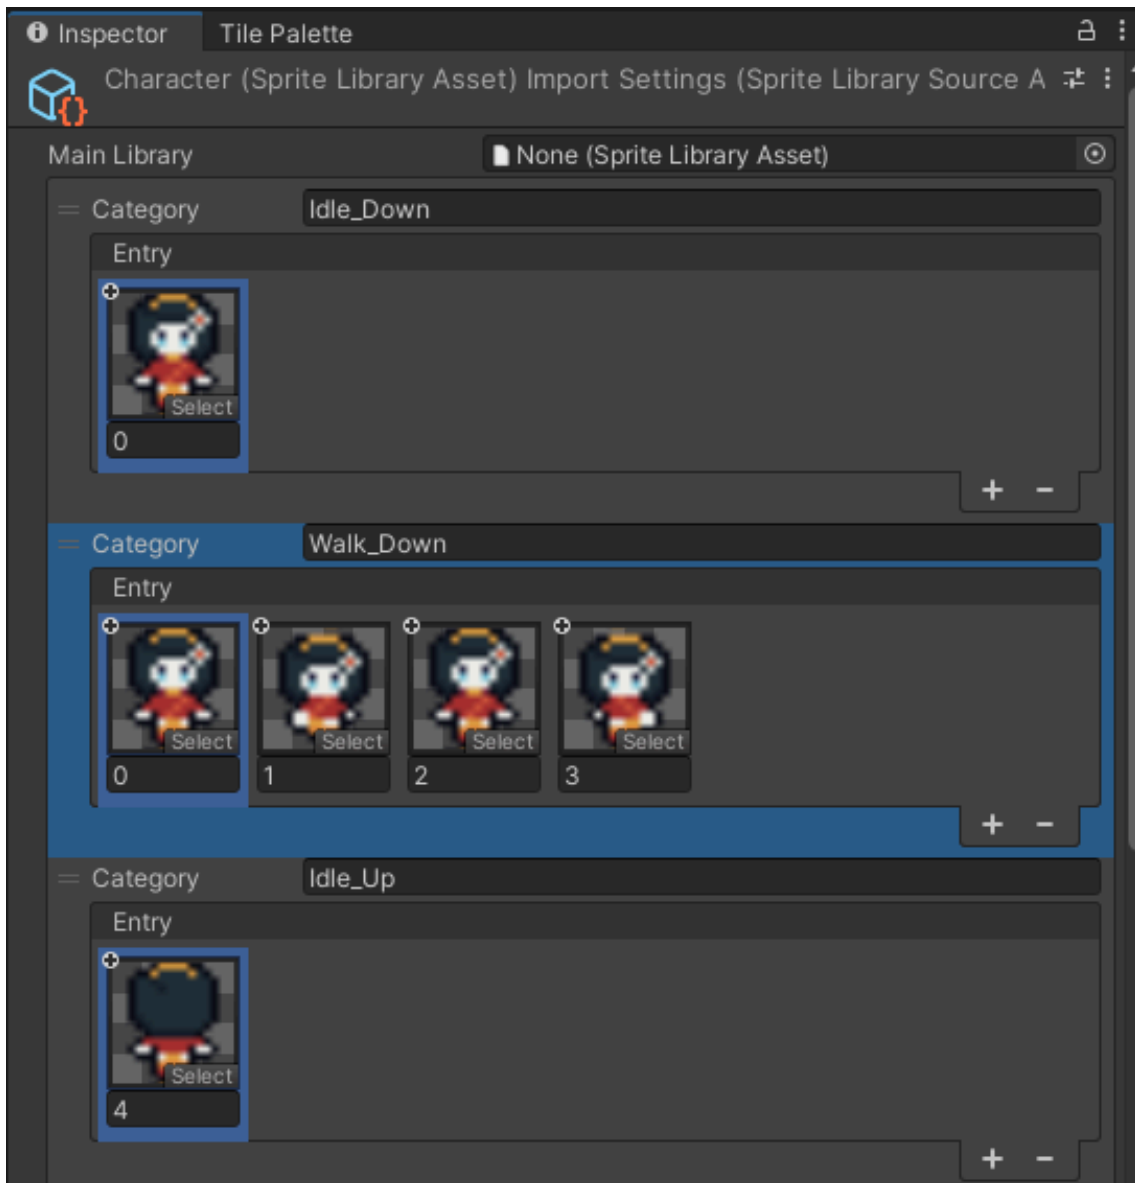 Inspector Tile Palette
Character (Sprite Library Asset) Import Settings (Sprite Library Source A
Main Library None (Sprite Library Asset)
Category Idle_Down
Entry
Select
0
+ -
Category Walk_Down
Entry
Select Select Select Select
0 1 2 3
+ -
Category Idle_Up
Entry
Select
4
+ -